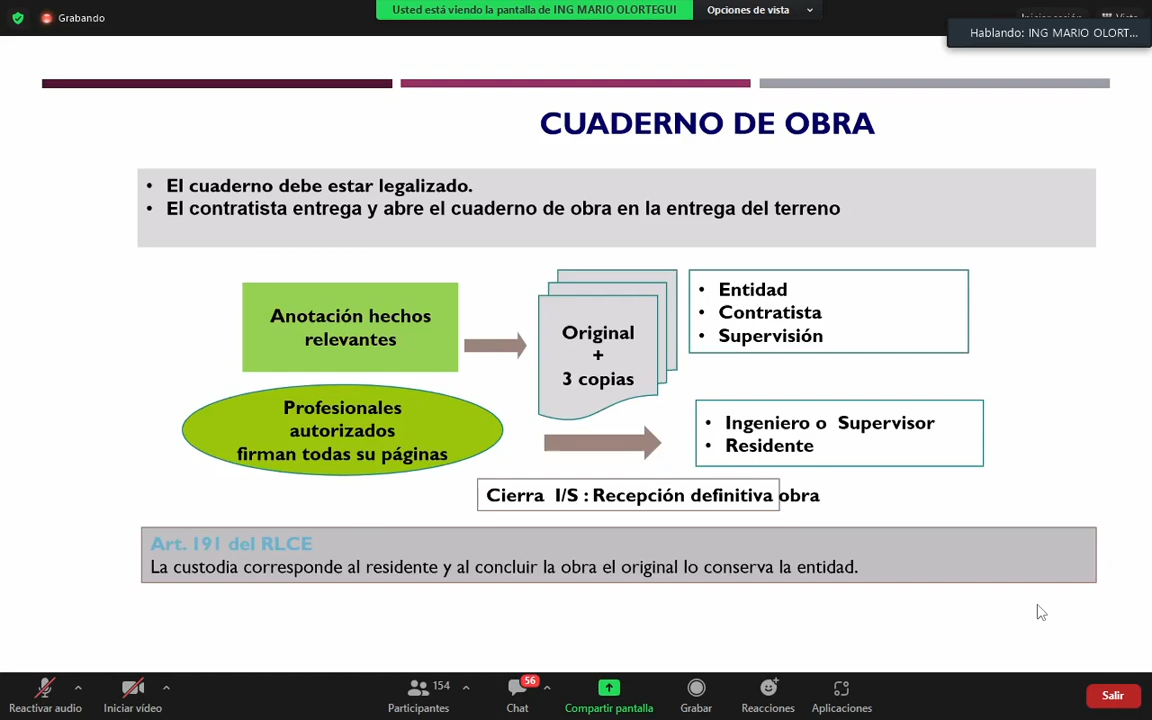 Grabando
Usted está viendo la pantalla de ING MARIO OLORTEGUI
Opciones de vista
Iniciar sesión
Vista
Hablando: ING MARIO OLORT...
CUADERNO DE OBRA
• El cuaderno debe estar legalizado.
• El contratista entrega y abre el cuaderno de obra en la entrega del terreno
Anotación hechos
relevantes
Original
+
3 copias
• Entidad
• Contratista
• Supervisión
Profesionales
autorizados
firman todas su páginas
• Ingeniero o Supervisor
• Residente
Cierra I/S : Recepción definitiva obra
Art. 191 del RLCE
La custodia corresponde al residente y al concluir la obra el original lo conserva la entidad.
Reactivar audio
Iniciar vídeo
154
Participantes
56
Chat
Compartir pantalla
Grabar
Reacciones
Aplicaciones
Salir